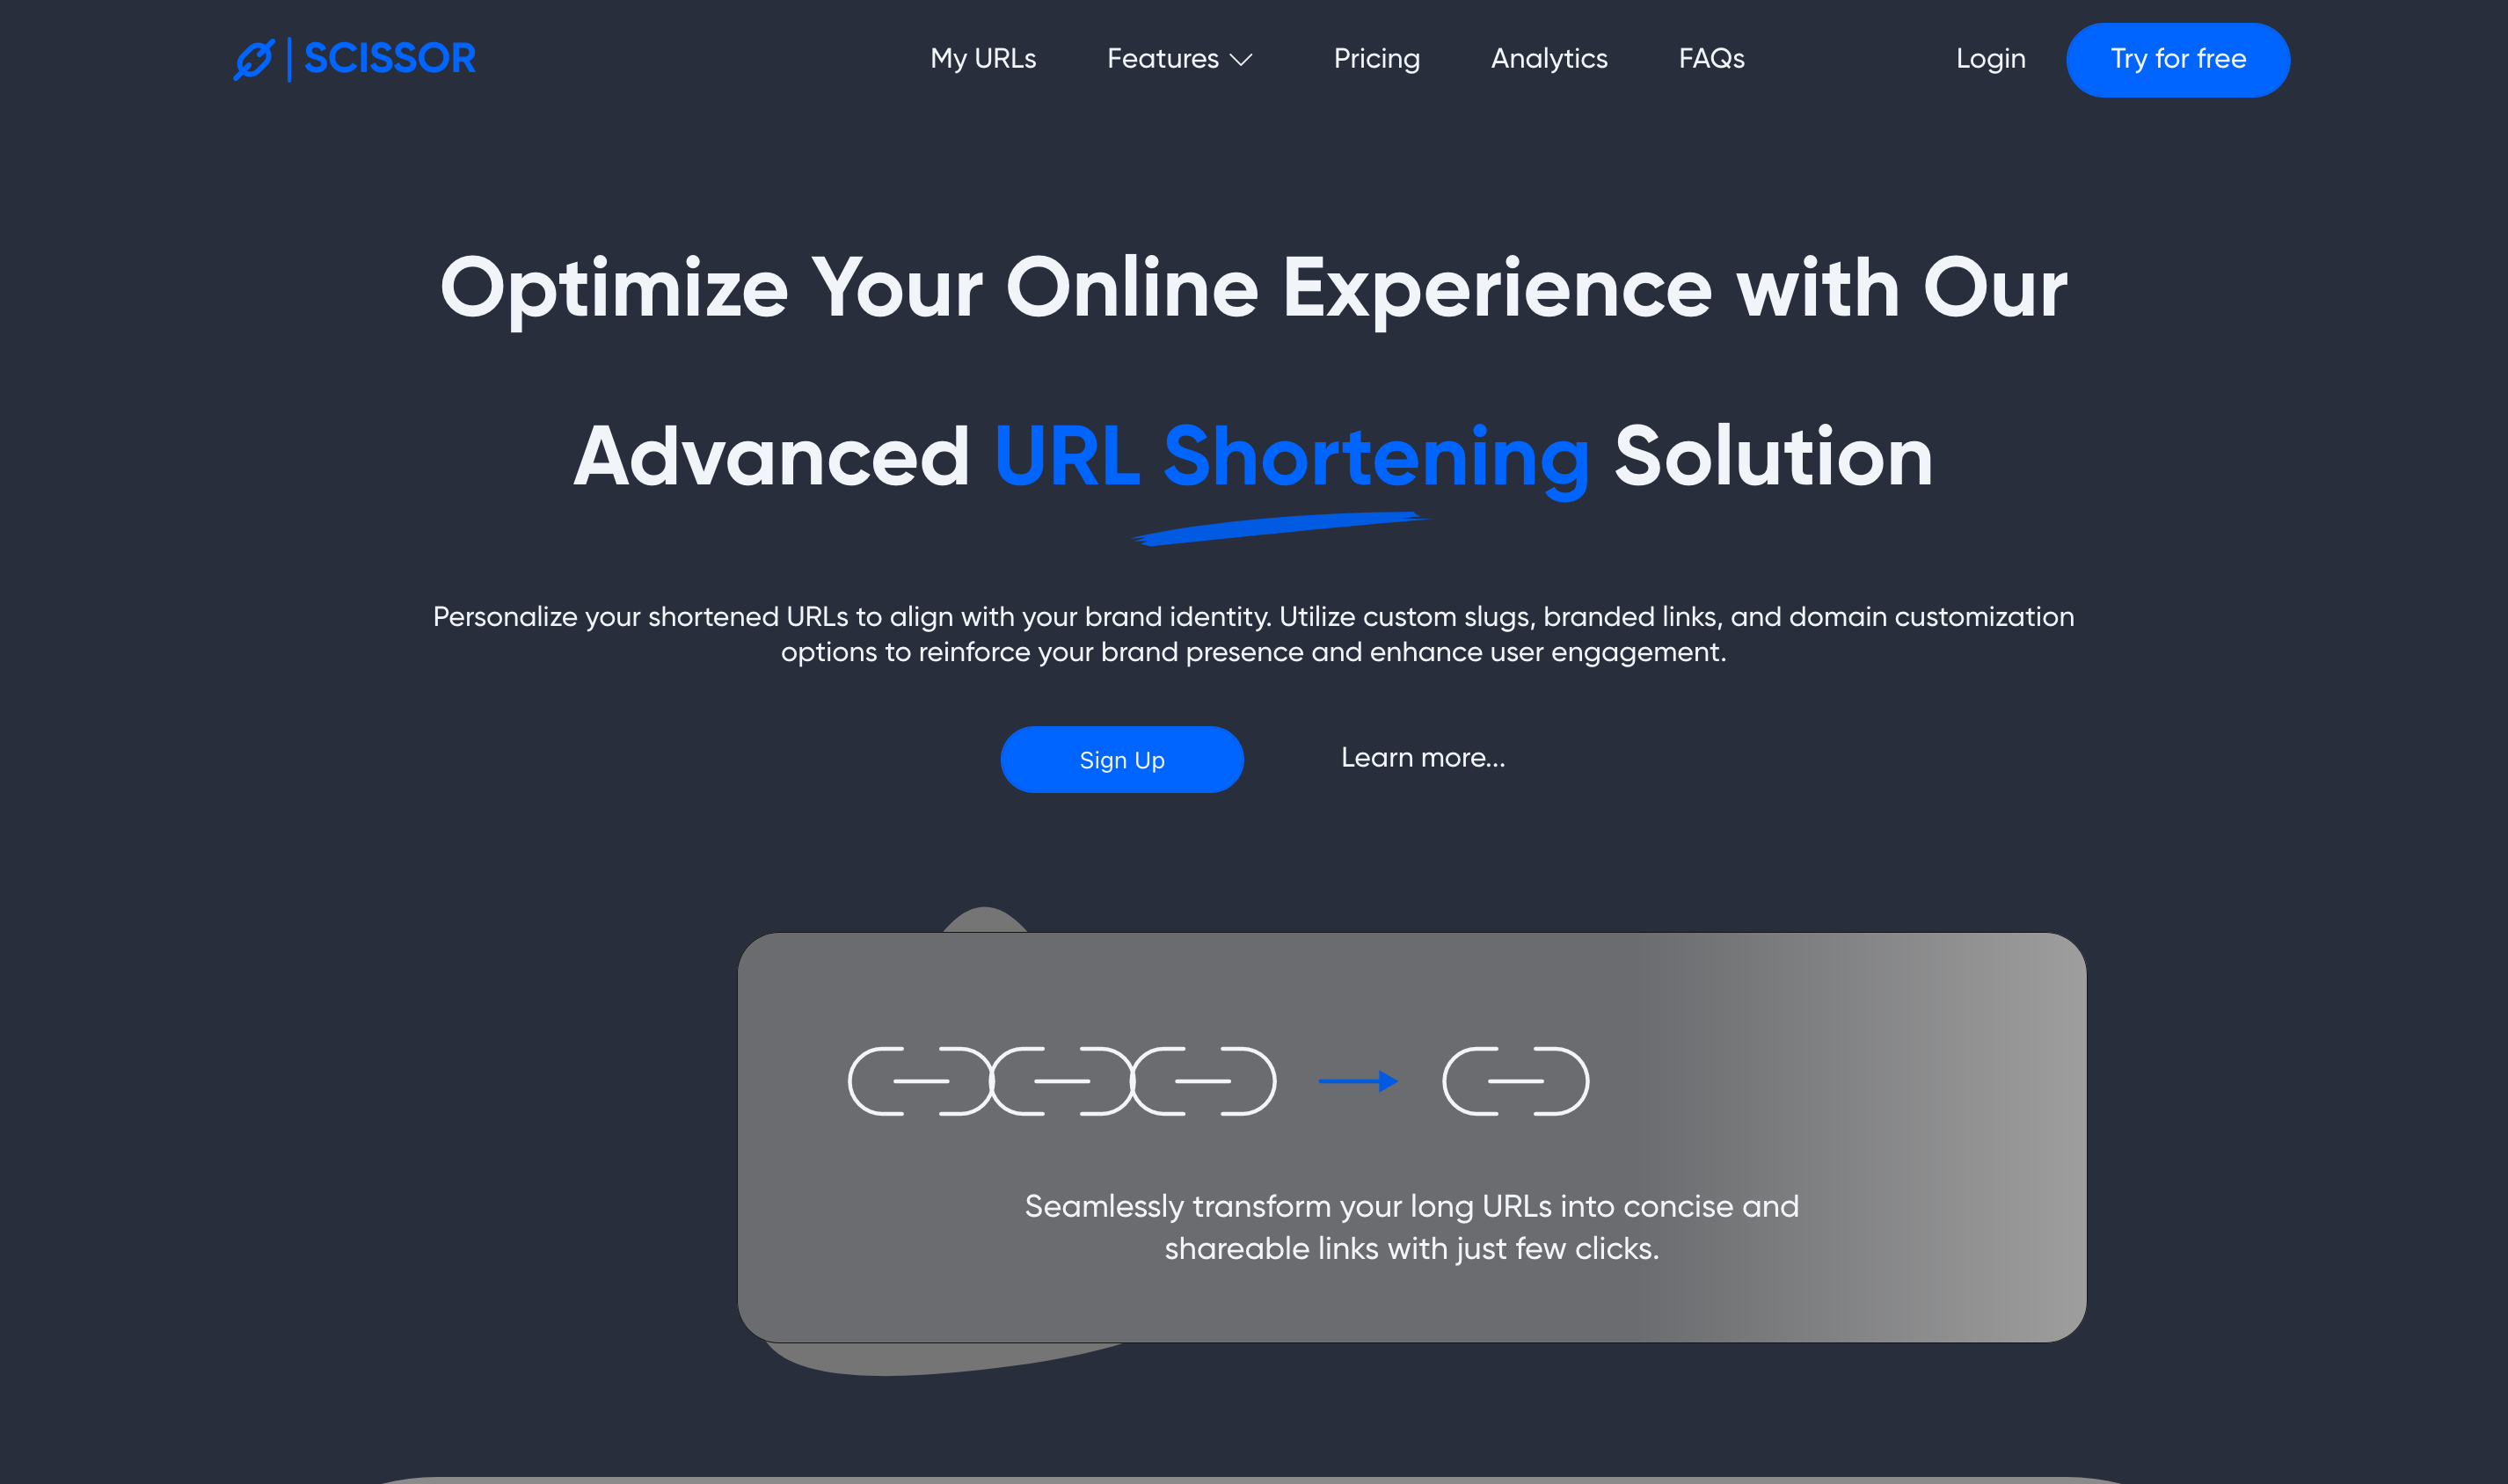 SCISSOR
My URLs
Features
Pricing
Analytics
FAQs
Login
Try for free
Optimize Your Online Experience with Our
Advanced URL Shortening Solution
Personalize your shortened URLs to align with your brand identity. Utilize custom slugs, branded links, and domain customization
options to reinforce your brand presence and enhance user engagement.
Sign Up
Learn more...
Seamlessly transform your long URLs into concise and
shareable links with just few clicks.